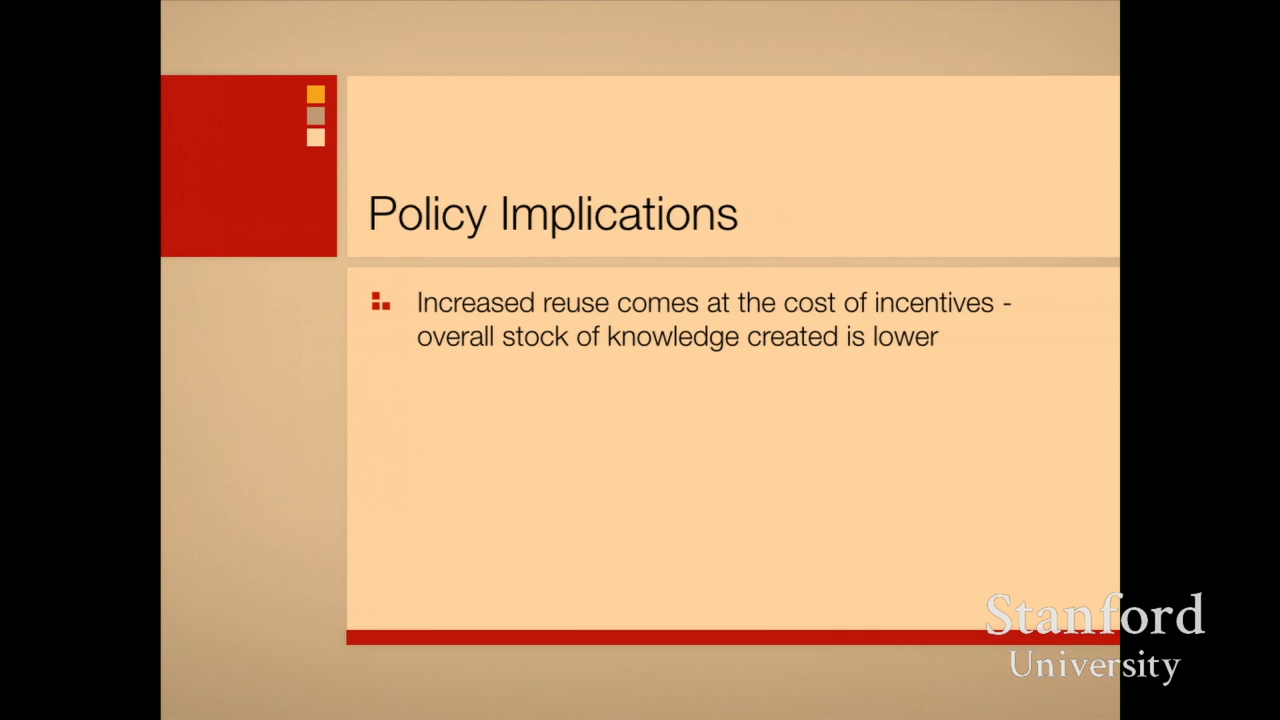 Policy Implications
Increased reuse comes at the cost of incentives -
overall stock of knowledge created is lower
Stanford
University